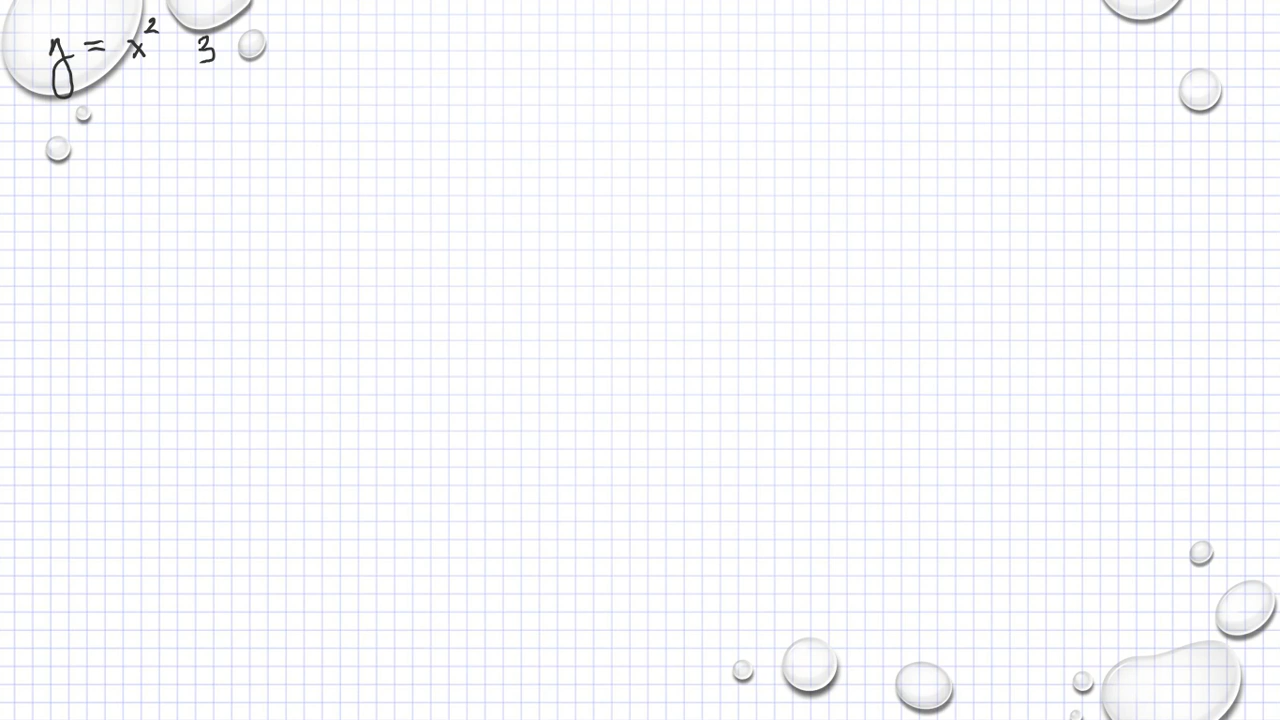 y = x² 3